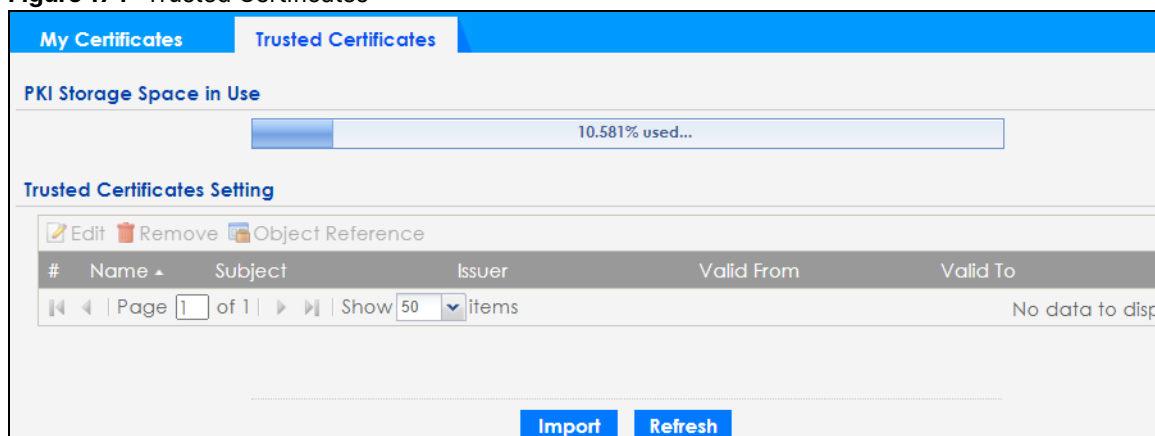 My Certificates Trusted Certificates
PKI Storage Space in Use
10.581% used...
Trusted Certificates Setting
Edit Remove Object Reference
# Name Subject Issuer Valid From Valid To
Page 1 of 1 Show 50 items No data to disp
Import Refresh